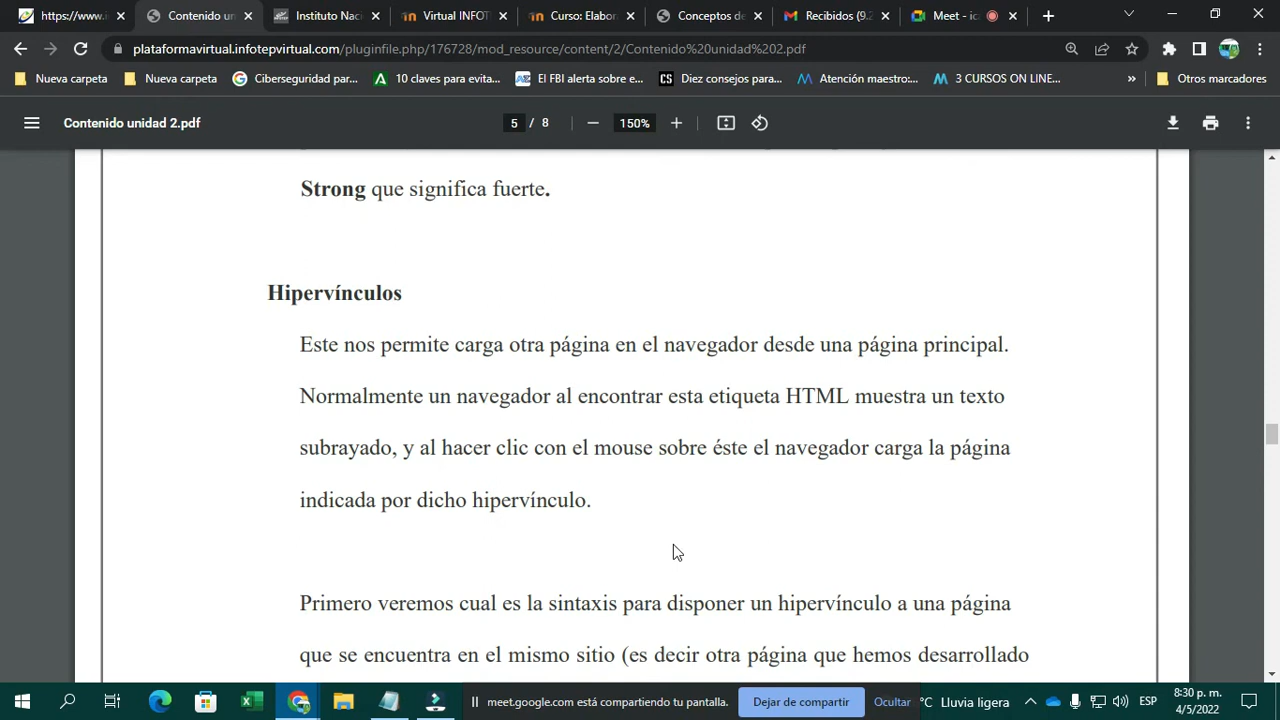 https://www.i
Contenido un
Instituto Nac
Virtual INFOT
Curso: Elabor
Conceptos de
Recibidos (9.2
Meet - ic
plataformavirtual.infotepvirtual.com/pluginfile.php/176728/mod_resource/content/2/Contenido%20unidad%202.pdf
Nueva carpeta
Nueva carpeta
Ciberseguridad par...
10 claves para evita...
El FBI alerta sobre e...
Diez consejos para...
Atención maestro:...
3 CURSOS ON LINE...
»
Otros marcadores
Contenido unidad 2.pdf
5 / 8
150%
Strong que significa fuerte.
Hipervínculos
Este nos permite carga otra página en el navegador desde una página principal.
Normalmente un navegador al encontrar esta etiqueta HTML muestra un texto
subrayado, y al hacer clic con el mouse sobre éste el navegador carga la página
indicada por dicho hipervínculo.
Primero veremos cual es la sintaxis para disponer un hipervínculo a una página
que se encuentra en el mismo sitio (es decir otra página que hemos desarrollado
meet.google.com está compartiendo tu pantalla.
Dejar de compartir
Ocultar
°C Lluvia ligera
ESP
8:30 p. m.
4/5/2022